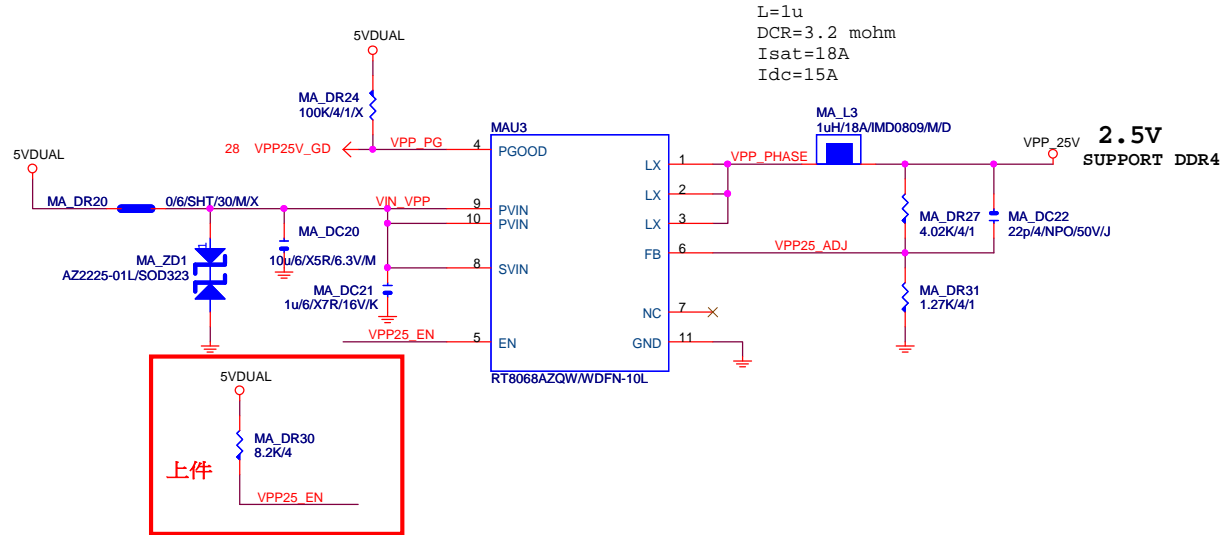 L=1u
DCR=3.2 mohm
Isat=18A
Idc=15A
5VDUAL
MA_DR24
100K/4/1/X
MA_L3
1uH/18A/IMD0809/M/D
MAU3
28 VPP25V_GD
VPP_PG
4 PGOOD
LX 1
VPP_PHASE
VPP_25V
2.5V
SUPPORT DDR4
5VDUAL
MA_DR20
0/6/SHT/30/M/X
VIN_VPP
9 PVIN
10 PVIN
LX 2
LX 3
MA_DR27
4.02K/4/1
MA_DC22
22p/4/NPO/50V/J
1
MA_ZD1
AZ2225-01L/SOD323
MA_DC20
10u/6/X5R/6.3V/M
8 SVIN
FB 6
VPP25_ADJ
MA_DC21
1u/6/X7R/16V/K
MA_DR31
1.27K/4/1
NC 7
VPP25_EN
5 EN
GND 11
RT8068AZQW/WDFN-10L
5VDUAL
MA_DR30
8.2K/4
上件
VPP25_EN